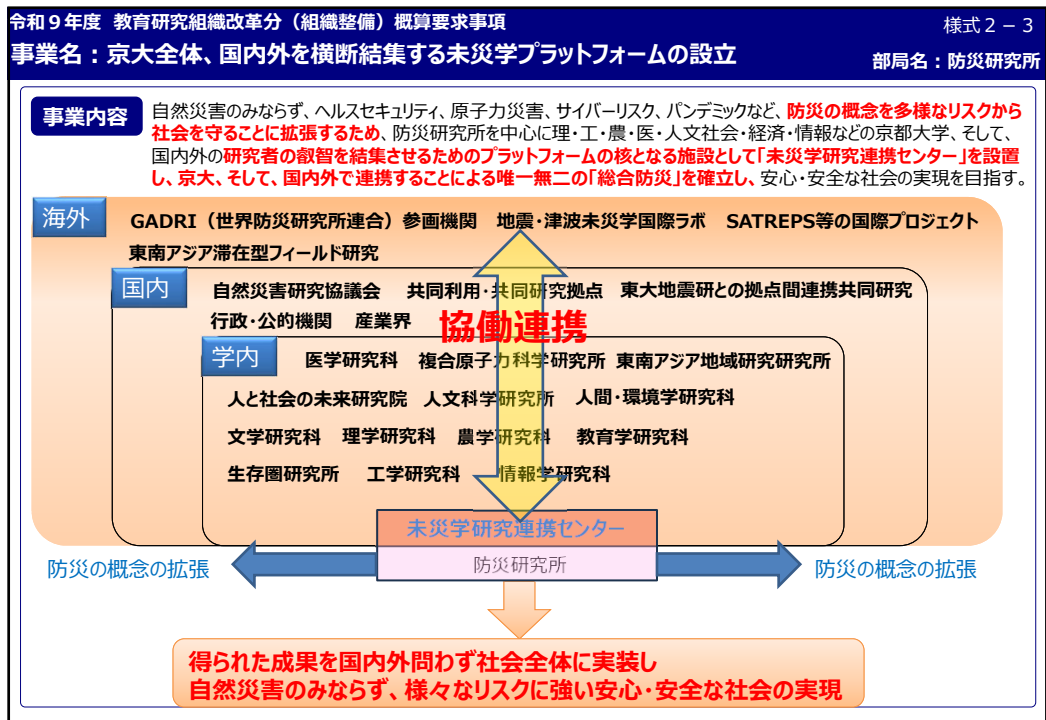 令和９年度 教育研究組織改革分（組織整備）概算要求事項
様式２－３
事業名：京大全体、国内外を横断結集する未災学プラットフォームの設立
部局名：防災研究所
事業内容
自然災害のみならず、ヘルスセキュリティ、原子力災害、サイバーリスク、パンデミックなど、防災の概念を多様なリスクから
社会を守ることに拡張するため、防災研究所を中心に理・工・農・医・人文社会・経済・情報などの京都大学、そして、
国内外の研究者の叡智を結集させるためのプラットフォームの核となる施設として「未災学研究連携センター」を設置
し、京大、そして、国内外で連携することによる唯一無二の「総合防災」を確立し、安心・安全な社会の実現を目指す。
海外
GADRI（世界防災研究所連合）参画機関 地震・津波未災学国際ラボ SATREPS等の国際プロジェクト
東南アジア滞在型フィールド研究
国内
自然災害研究協議会 共同利用・共同研究拠点 東大地震研との拠点間連携共同研究
行政・公的機関 産業界
協働連携
学内
医学研究科 複合原子力科学研究所 東南アジア地域研究研究所
人と社会の未来研究院 人文科学研究所 人間・環境学研究科
文学研究科 理学研究科 農学研究科 教育学研究科
生存圏研究所 工学研究科 情報学研究科
未災学研究連携センター
防災研究所
防災の概念の拡張
防災の概念の拡張
得られた成果を国内外問わず社会全体に実装し
自然災害のみならず、様々なリスクに強い安心・安全な社会の実現